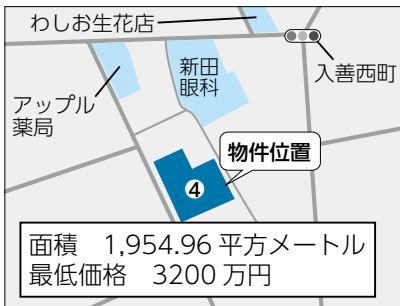 わしお生花店
入善西町
新田
眼科
アップル
薬局
物件位置
④
面積　1,954.96 平方メートル
最低価格　3200 万円